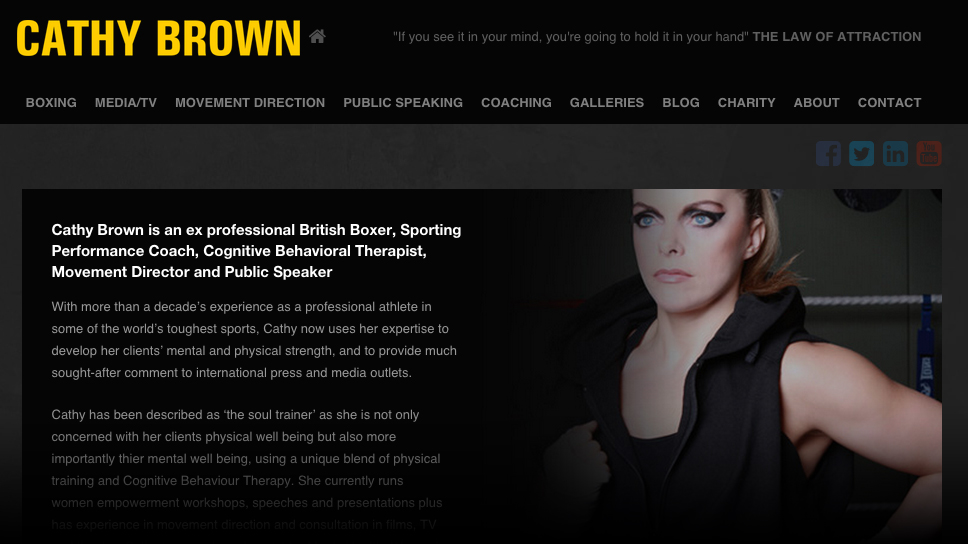 CATHY BROWN
"If you see it in your mind, you're going to hold it in your hand" THE LAW OF ATTRACTION
BOXING MEDIA/TV MOVEMENT DIRECTION PUBLIC SPEAKING COACHING GALLERIES BLOG CHARITY ABOUT CONTACT
Cathy Brown is an ex professional British Boxer, Sporting
Performance Coach, Cognitive Behavioral Therapist,
Movement Director and Public Speaker
With more than a decade’s experience as a professional athlete in
some of the world’s toughest sports, Cathy now uses her expertise to
develop her clients’ mental and physical strength, and to provide much
sought-after comment to international press and media outlets.
Cathy has been described as ‘the soul trainer’ as she is not only
concerned with her clients physical well being but also more
importantly thier mental well being, using a unique blend of physical
training and Cognitive Behaviour Therapy. She currently runs
women empowerment workshops, speeches and presentations plus
has experience in movement direction and consultation in films, TV